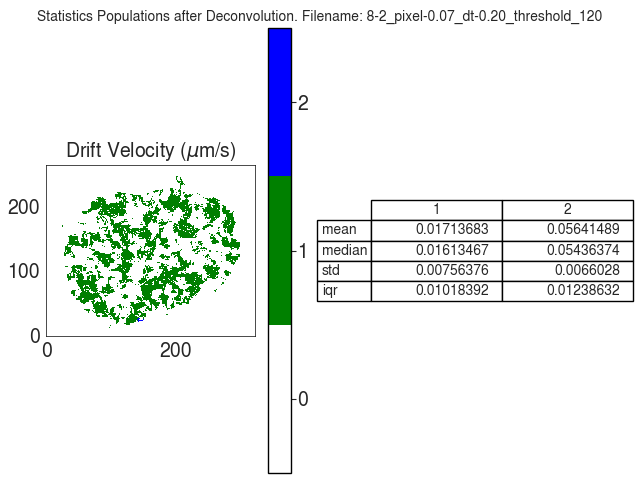 Statistics Populations after Deconvolution. Filename: 8-2_pixel-0.07_dt-0.20_threshold_120
Drift Velocity (μm/s)
200
100
0
0 200
2
1
0
1 2
mean 0.01713683 0.05641489
median 0.01613467 0.05436374
std 0.00756376 0.0066028
iqr 0.01018392 0.01238632